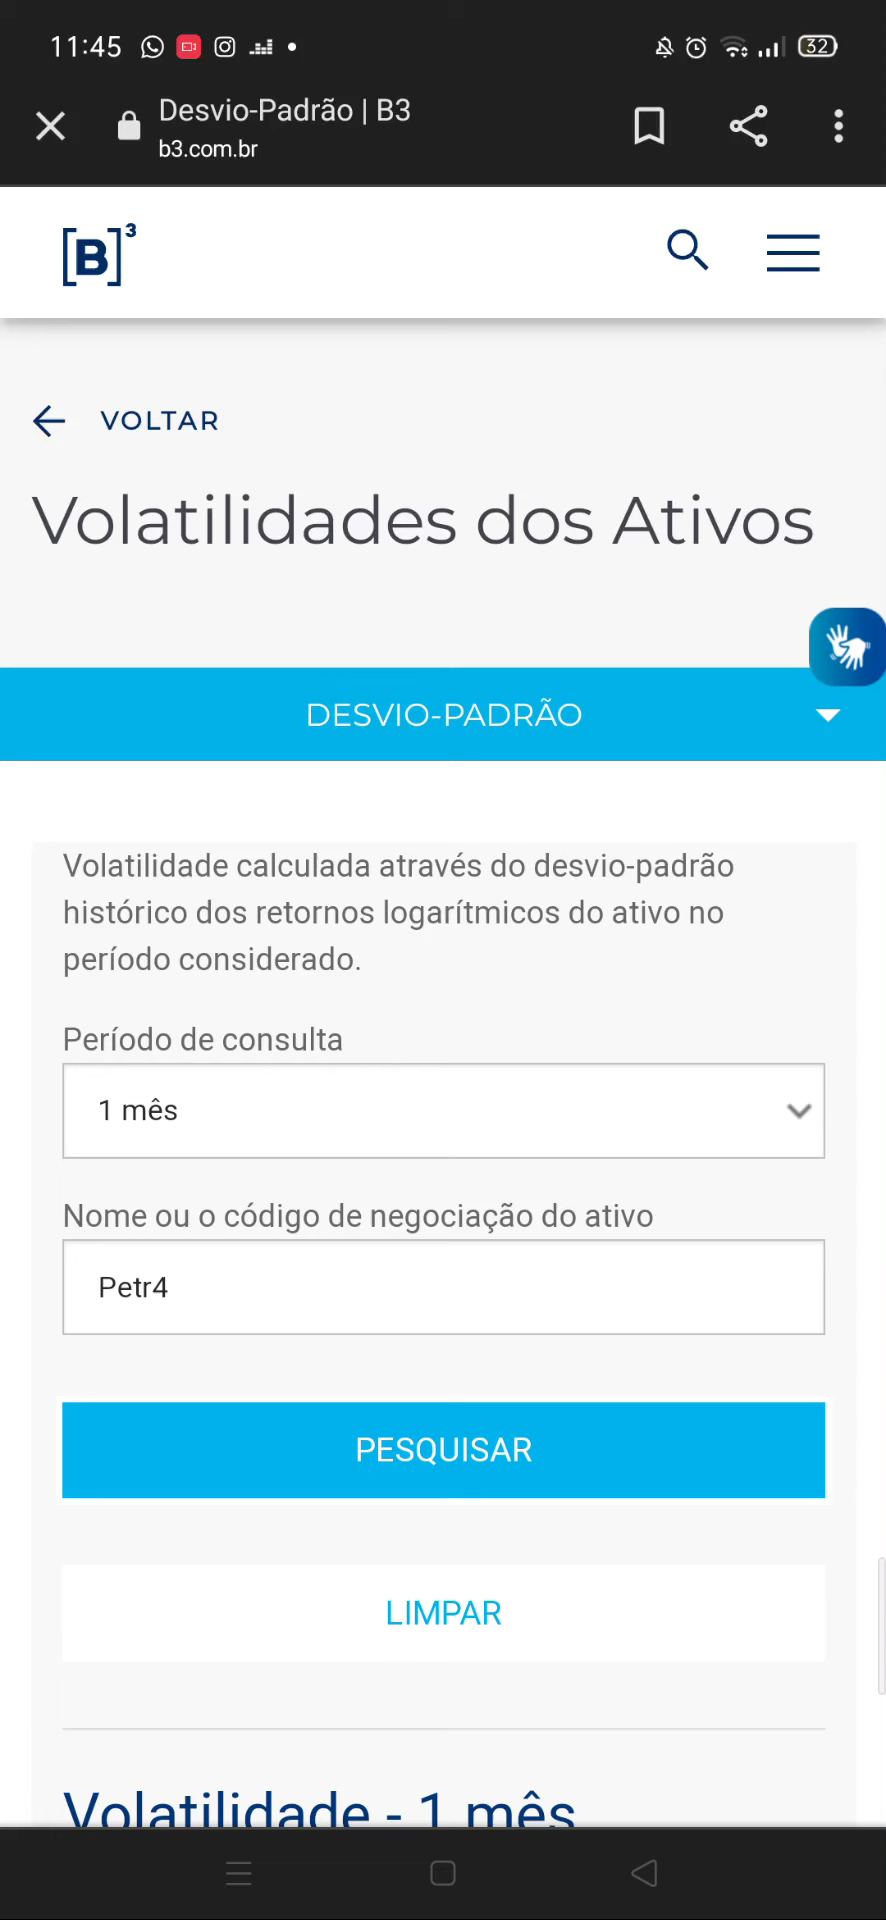 11:45
32
Desvio-Padrão | B3
b3.com.br
[B]³
VOLTAR
Volatilidades dos Ativos
DESVIO-PADRÃO
Volatilidade calculada através do desvio-padrão
histórico dos retornos logarítmicos do ativo no
período considerado.
Período de consulta
1 mês
Nome ou o código de negociação do ativo
Petr4
PESQUISAR
LIMPAR
Volatilidade - 1 mês